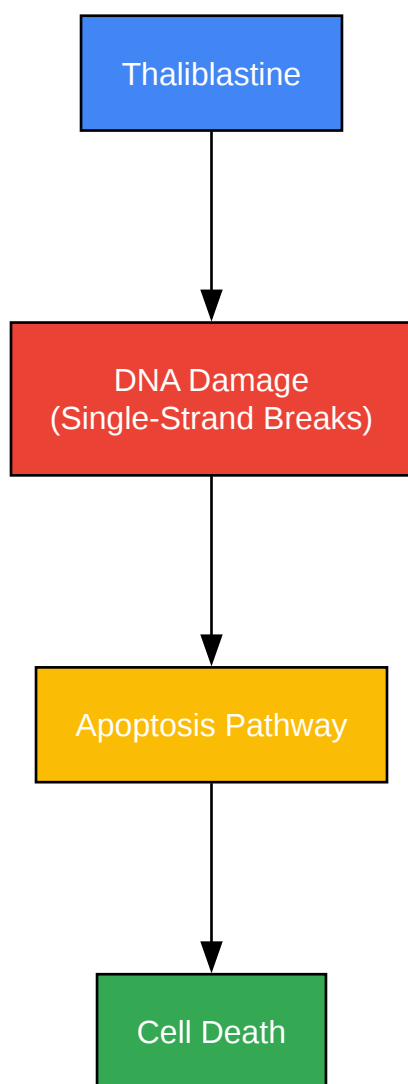 Thaliblastine
DNA Damage
(Single-Strand Breaks)
Apoptosis Pathway
Cell Death